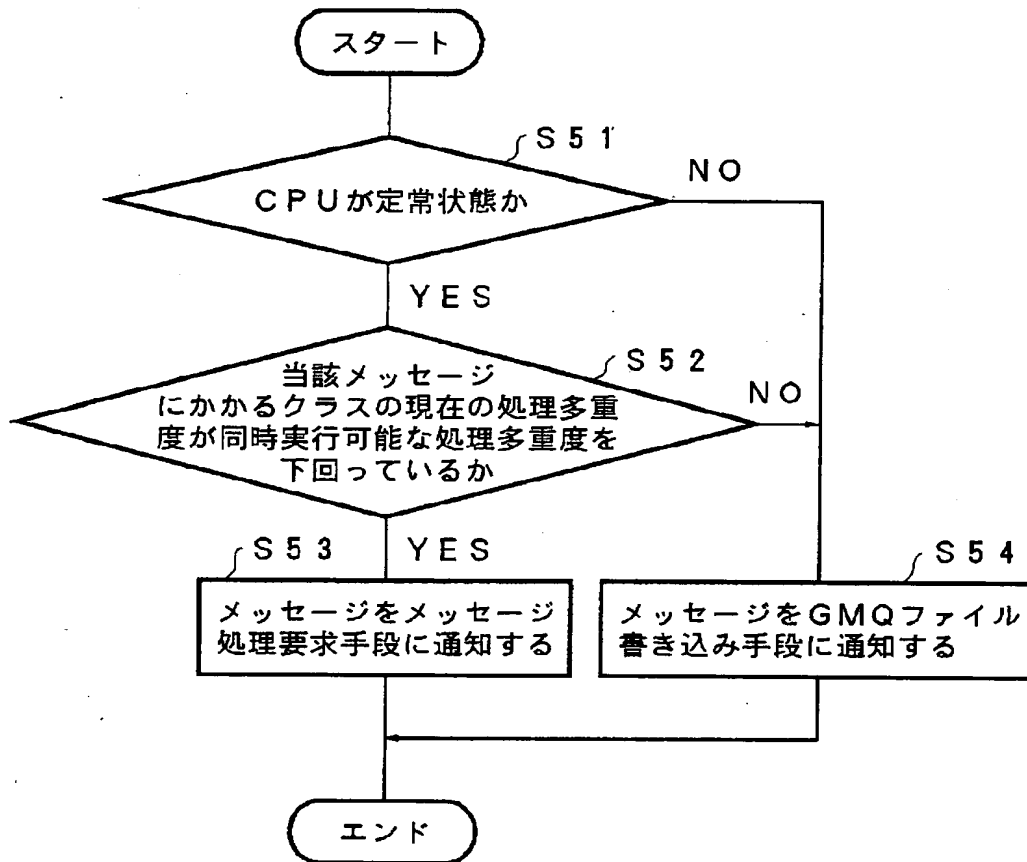 スタート
S51
CPUが定常状態か
NO
YES
S52
当該メッセージ
にかかるクラスの現在の処理多重
度が同時実行可能な処理多重度を
下回っているか
NO
YES
S53
メッセージをメッセージ
処理要求手段に通知する
S54
メッセージをGMQファイル
書き込み手段に通知する
エンド